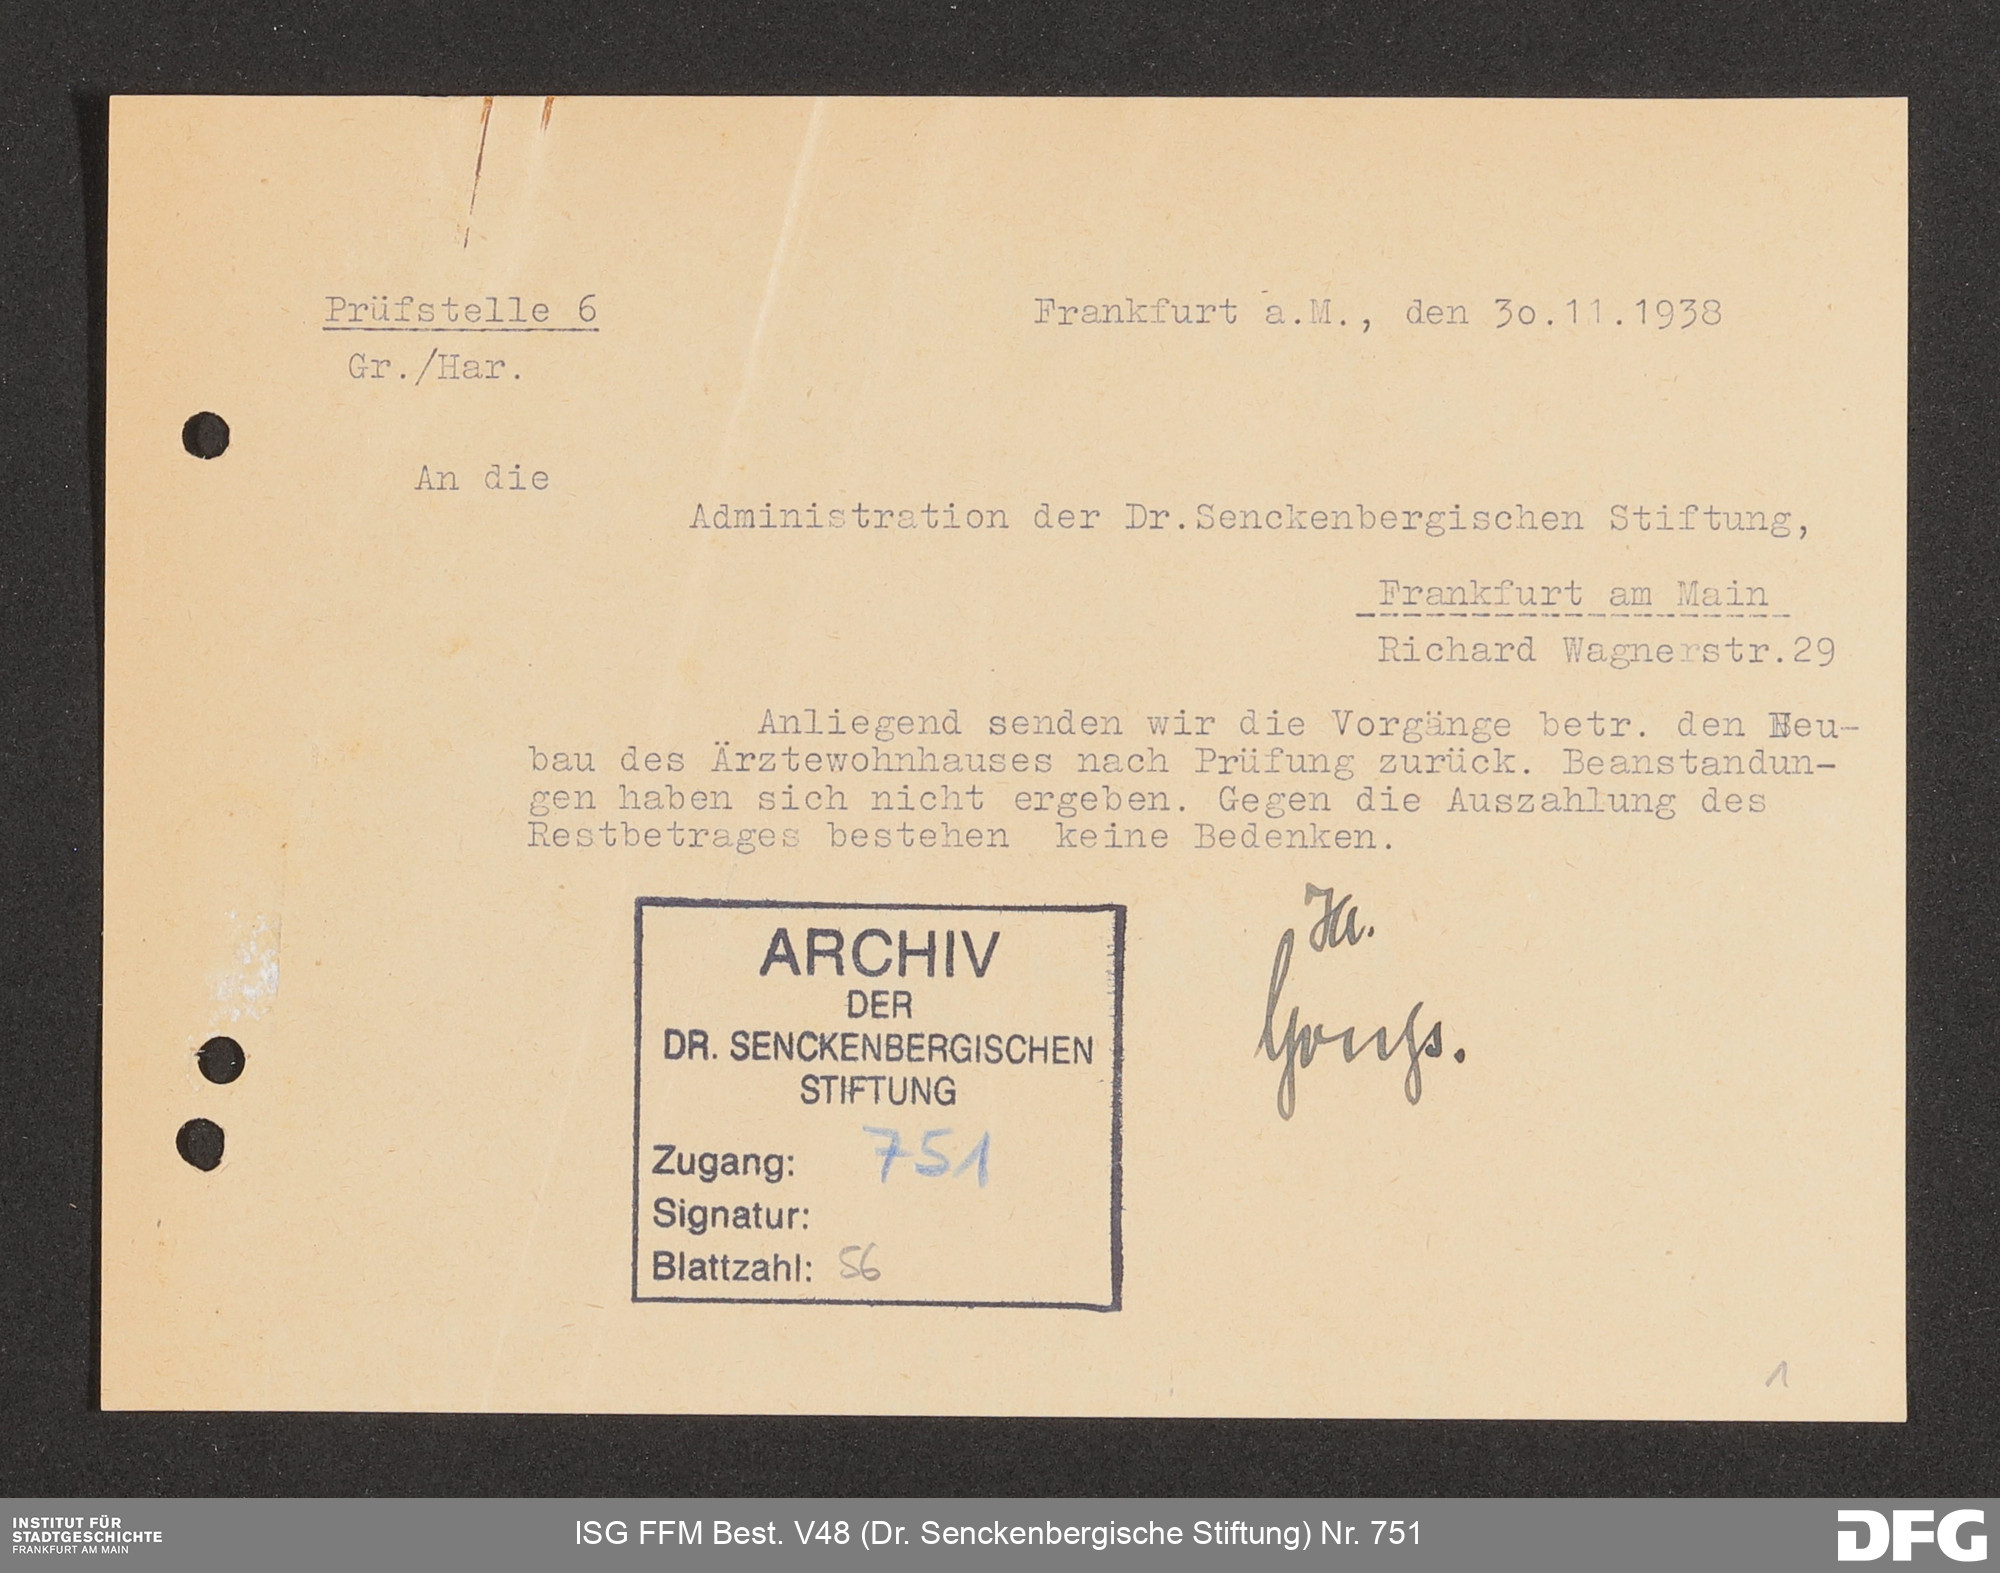 Prüfstelle 6
Frankfurt a.M., den 3o.11.1938
Gr./Har.
An die
Administration der Dr.Senckenbergischen Stiftung,
Frankfurt am Main
Richard Wagnerstr.29
Anliegend senden wir die Vorgänge betr. den Neu-
bau des Ärztewohnhauses nach Prüfung zurück. Beanstandun-
gen haben sich nicht ergeben. Gegen die Auszahlung des
Restbetrages bestehen keine Bedenken.
ARCHIV
DER
DR. SENCKENBERGISCHEN
STIFTUNG
Zugang: 751
Signatur:
Blattzahl: 56
1
INSTITUT FÜR
STADTGESCHICHTE
FRANKFURT AM MAIN
ISG FFM Best. V48 (Dr. Senckenbergische Stiftung) Nr. 751
DFG